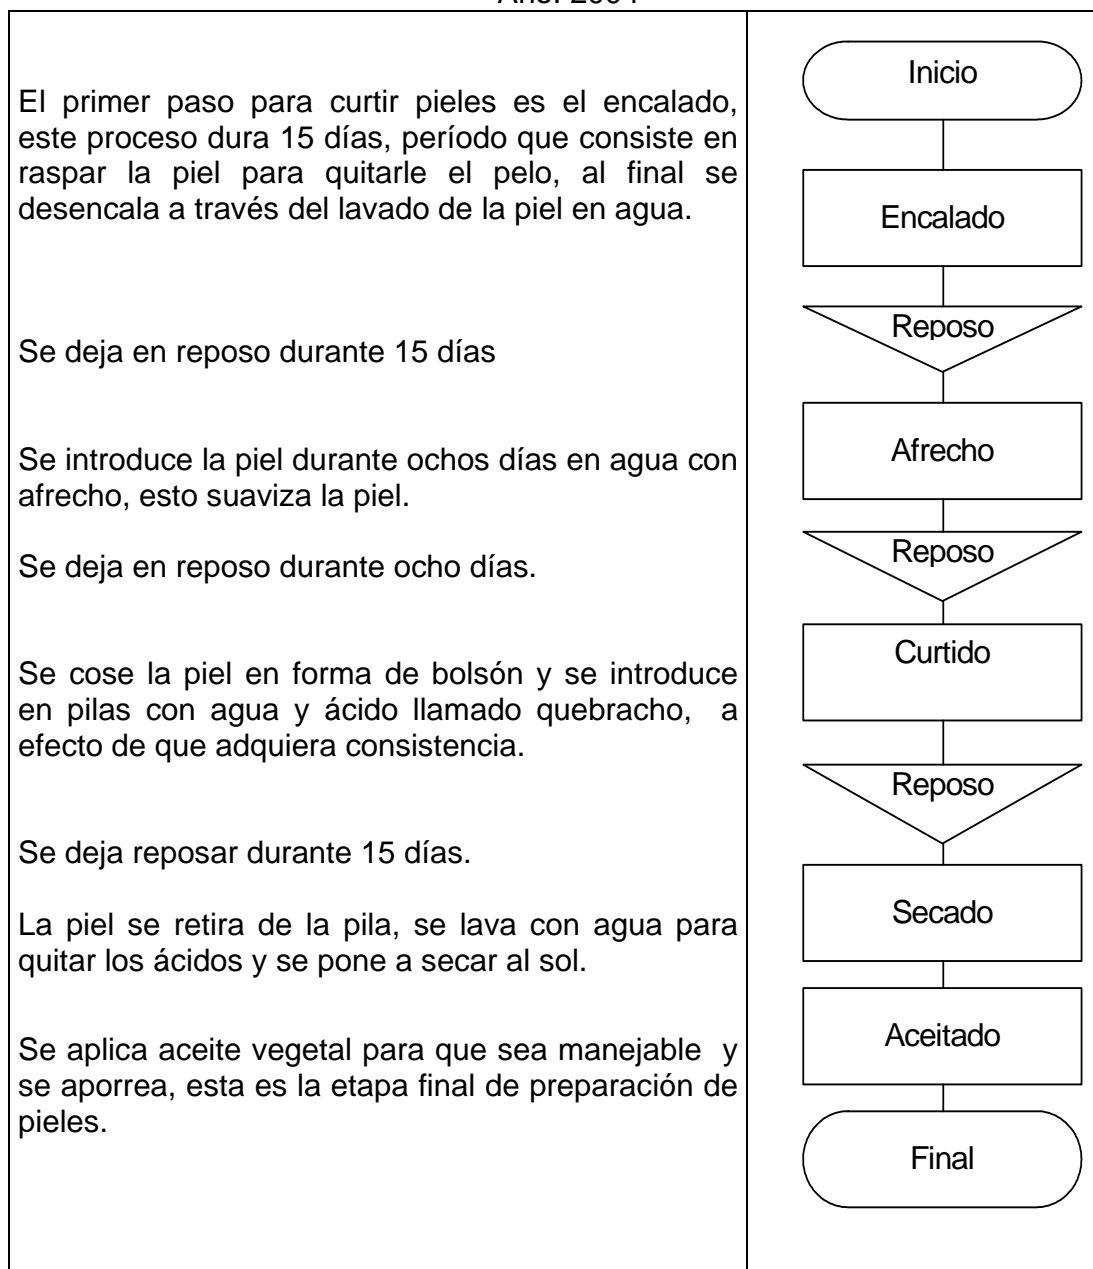 El primer paso para curtir pieles es el encalado,
este proceso dura 15 días, período que consiste en
raspar la piel para quitarle el pelo, al final se
desencala a través del lavado de la piel en agua.
Se deja en reposo durante 15 días
Se introduce la piel durante ochos días en agua con
afrecho, esto suaviza la piel.
Se deja en reposo durante ocho días.
Se cose la piel en forma de bolsón y se introduce
en pilas con agua y ácido llamado quebracho, a
efecto de que adquiera consistencia.
Se deja reposar durante 15 días.
La piel se retira de la pila, se lava con agua para
quitar los ácidos y se pone a secar al sol.
Se aplica aceite vegetal para que sea manejable y
se aporrea, esta es la etapa final de preparación de
pieles.
Inicio
Encalado
Reposo
Afrecho
Reposo
Curtido
Reposo
Secado
Aceitado
Final